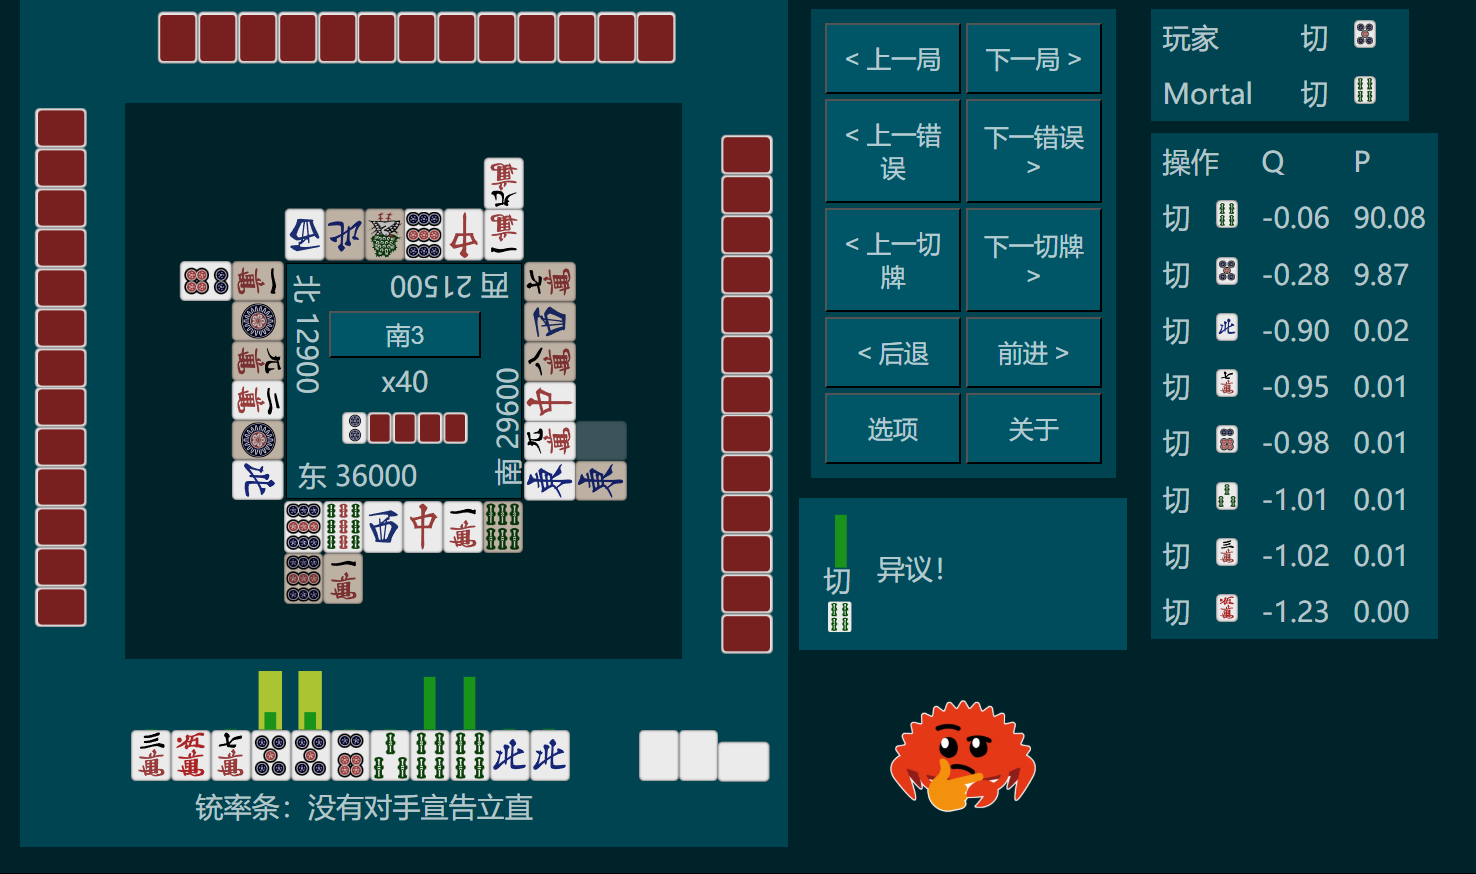 北 12900
西 21500
南3
x40
南 29600
东 36000
铳率条：没有对手宣告立直
< 上一局
下一局 >
< 上一错
误
下一错误
>
< 上一切
牌
下一切牌
>
< 后退
前进 >
选项
关于
切
异议！
玩家 切
Mortal 切
操作 Q P
切 -0.06 90.08
切 -0.28 9.87
切 -0.90 0.02
切 -0.95 0.01
切 -0.98 0.01
切 -1.01 0.01
切 -1.02 0.01
切 -1.23 0.00